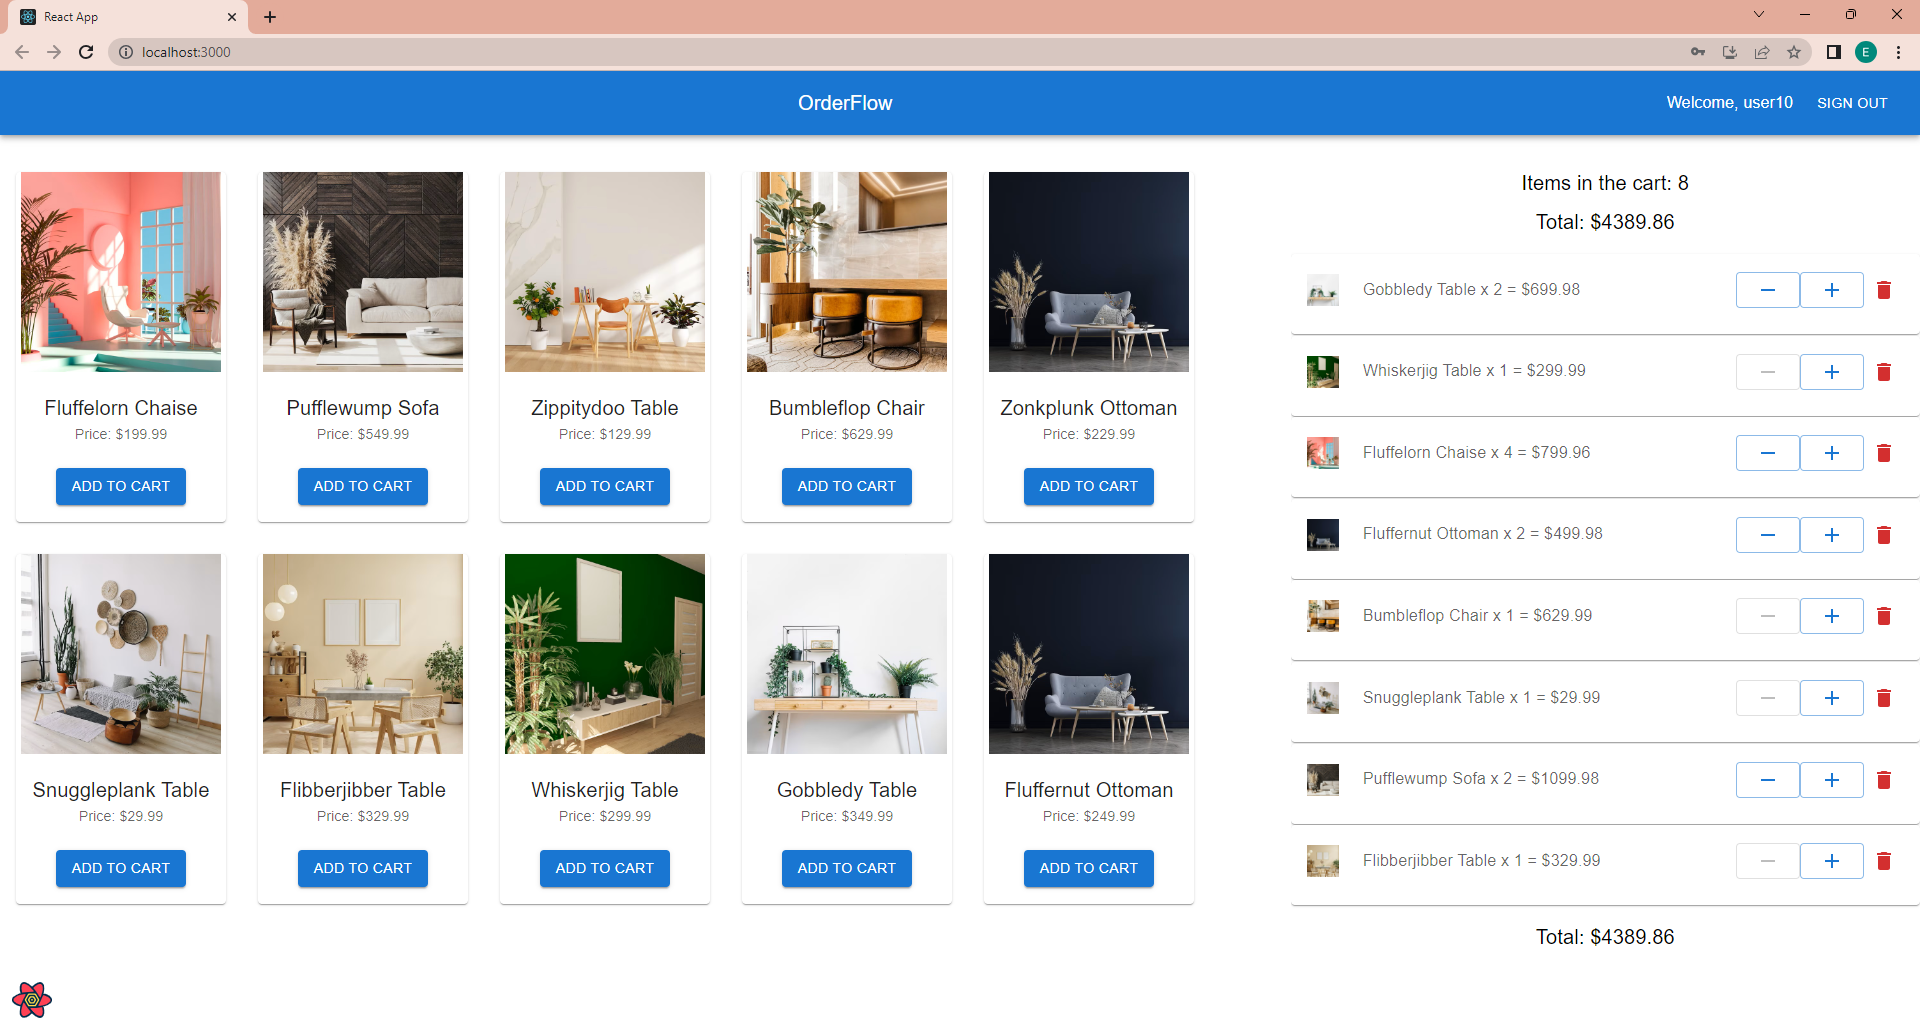 React App
localhost:3000
E
OrderFlow
Welcome, user10
SIGN OUT
Fluffelorn Chaise
Price: $199.99
ADD TO CART
Pufflewump Sofa
Price: $549.99
ADD TO CART
Zippitydoo Table
Price: $129.99
ADD TO CART
Bumbleflop Chair
Price: $629.99
ADD TO CART
Zonkplunk Ottoman
Price: $229.99
ADD TO CART
Snuggleplank Table
Price: $29.99
ADD TO CART
Flibberjibber Table
Price: $329.99
ADD TO CART
Whiskerjig Table
Price: $299.99
ADD TO CART
Gobbledy Table
Price: $349.99
ADD TO CART
Fluffernut Ottoman
Price: $249.99
ADD TO CART
Items in the cart: 8
Total: $4389.86
Gobbledy Table x 2 = $699.98
Whiskerjig Table x 1 = $299.99
Fluffelorn Chaise x 4 = $799.96
Fluffernut Ottoman x 2 = $499.98
Bumbleflop Chair x 1 = $629.99
Snuggleplank Table x 1 = $29.99
Pufflewump Sofa x 2 = $1099.98
Flibberjibber Table x 1 = $329.99
Total: $4389.86